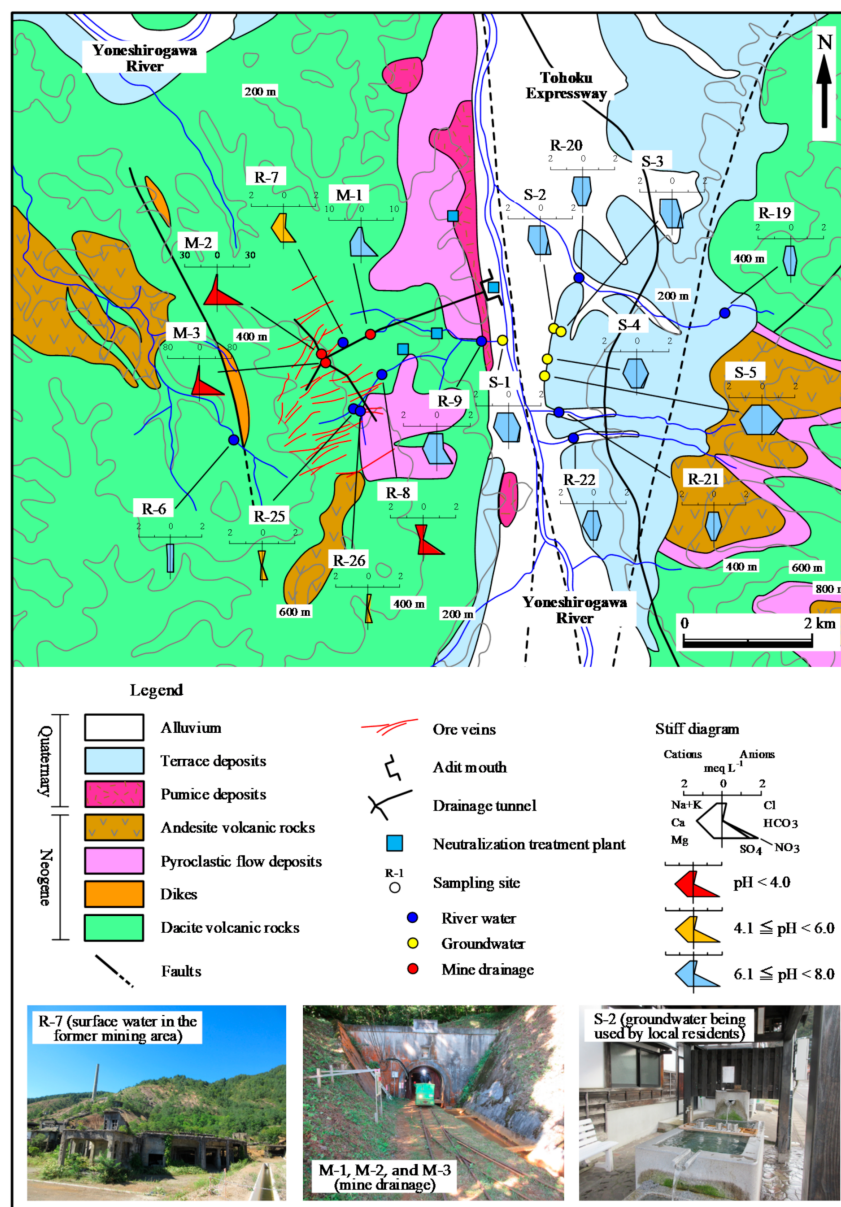 Yoneshirogawa
River
200 m
Tohoku
Expressway
N
R-20
2 0 2
S-3
2 0 2
S-2
2 0 2
R-7
2 0 2
M-1
10 0 10
R-19
2 0 2
M-2
30 0 30
400 m
200 m
M-3
80 0 80
400 m
S-4
2 0 2
S-1
2 0 2
S-5
2 0 2
R-9
2 0 2
R-6
2 0 2
R-25
2 0 2
R-26
2 0 2
R-8
2 0 2
R-22
2 0 2
R-21
2 0 2
400 m
600 m
800 m
600 m
400 m
200 m
Yoneshirogawa
River
0 2 km
Legend
Quaternary
Alluvium
Terrace deposits
Pumice deposits
Neogene
Andesite volcanic rocks
Pyroclastic flow deposits
Dikes
Dacite volcanic rocks
Faults
Ore veins
Adit mouth
Drainage tunnel
Neutralization treatment plant
R-1
Sampling site
River water
Groundwater
Mine drainage
Stiff diagram
Cations Anions
meq L⁻¹
2 0 2
Na+K Cl
Ca HCO3
Mg SO4 NO3
pH < 4.0
4.1 ≦ pH < 6.0
6.1 ≦ pH < 8.0
R-7 (surface water in the
former mining area)
M-1, M-2, and M-3
(mine drainage)
S-2 (groundwater being
used by local residents)